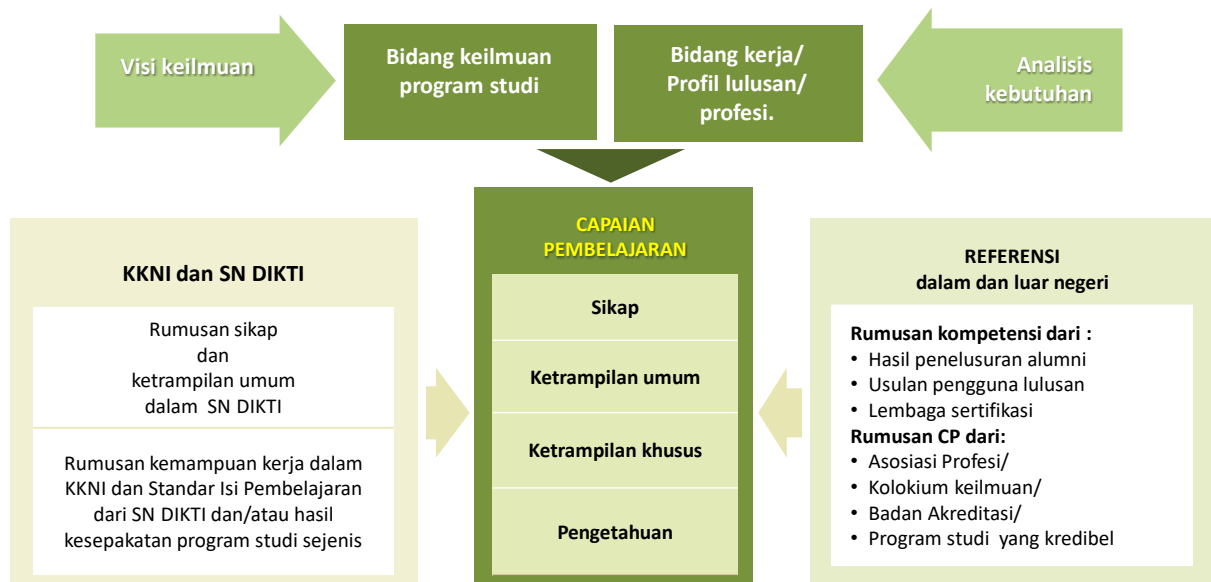 Visi keilmuan
Bidang keilmuan
program studi
Bidang kerja/
Profil lulusan/
profesi.
Analisis
kebutuhan
KKNI dan SN DIKTI
Rumusan sikap
dan
ketrampilan umum
dalam SN DIKTI
Rumusan kemampuan kerja dalam
KKNI dan Standar Isi Pembelajaran
dari SN DIKTI dan/atau hasil
kesepakatan program studi sejenis
CAPAIAN
PEMBELAJARAN
Sikap
Ketrampilan umum
Ketrampilan khusus
Pengetahuan
REFERENSI
dalam dan luar negeri
Rumusan kompetensi dari :
• Hasil penelusuran alumni
• Usulan pengguna lulusan
• Lembaga sertifikasi
Rumusan CP dari:
• Asosiasi Profesi/
• Kolokium keilmuan/
• Badan Akreditasi/
• Program studi yang kredibel